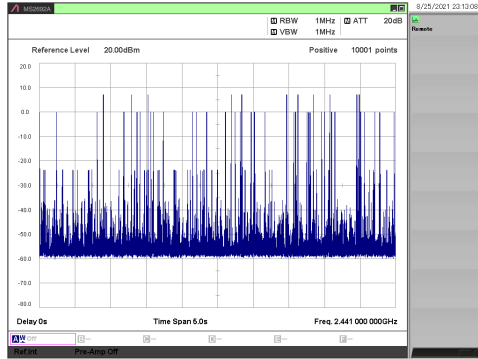 MS2692A
8/25/2021 23:13:08
RBW 1MHz ATT 20dB
VBW 1MHz
Remote
Reference Level 20.00dBm Positive 10001 points
20.0
10.0
0.0
-10.0
-20.0
-30.0
-40.0
-50.0
-60.0
-70.0
-80.0
Delay 0s Time Span 5.0s Freq. 2.441 000 000GHz
A W Off B-- C-- D-- E-- F--
Ref.Int Pre-Amp Off